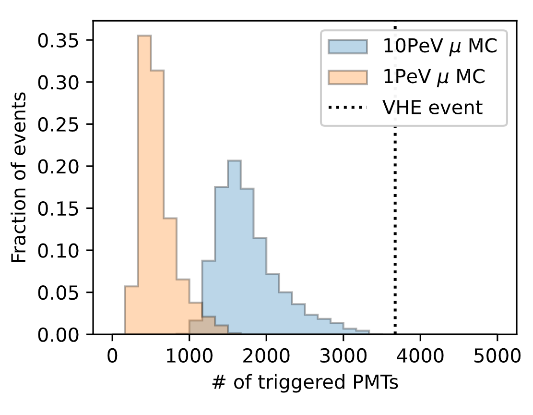 0.35
0.30
0.25
0.20
0.15
0.10
0.05
0.00
Fraction of events
10PeV μ MC
1PeV μ MC
VHE event
0 1000 2000 3000 4000 5000
# of triggered PMTs